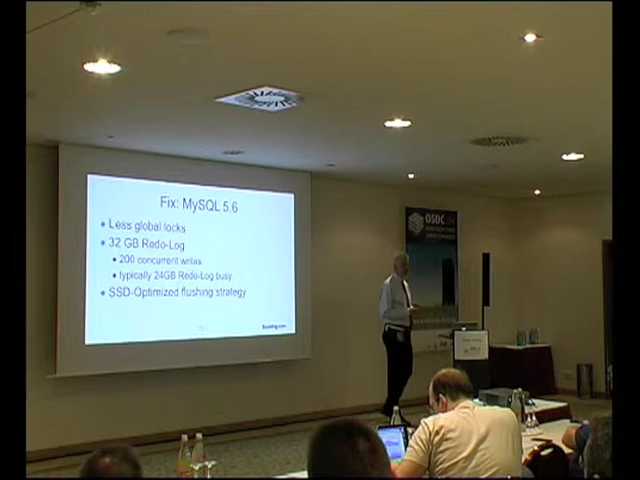 Fix: MySQL 5.6
Less global locks
32 GB Redo-Log
200 concurrent writes
typically 24GB Redo-Log busy
SSD-Optimized flushing strategy
Booking.com
OSDC.de